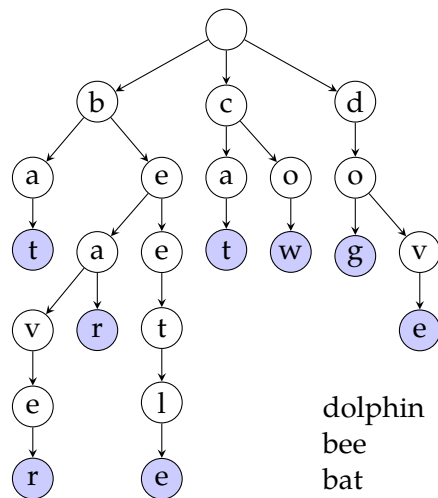 b c d
a e a o o
t a e t w g v
v r t e
e l
r e
dolphin
bee
bat